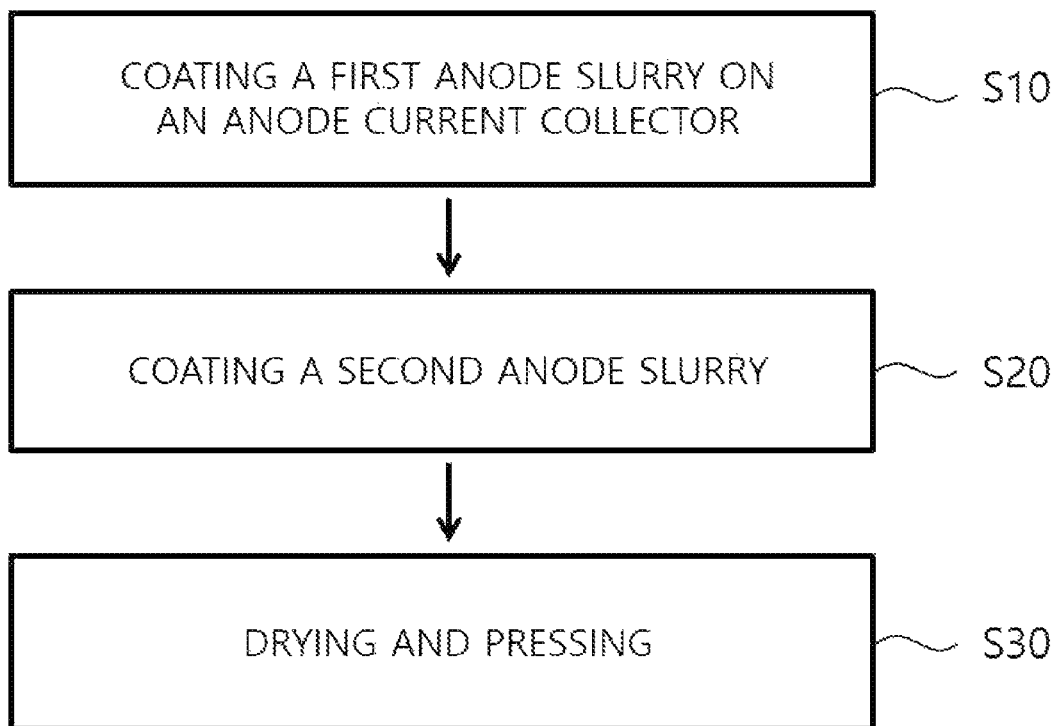 COATING A FIRST ANODE SLURRY ON
AN ANODE CURRENT COLLECTOR
S10
COATING A SECOND ANODE SLURRY
S20
DRYING AND PRESSING
S30